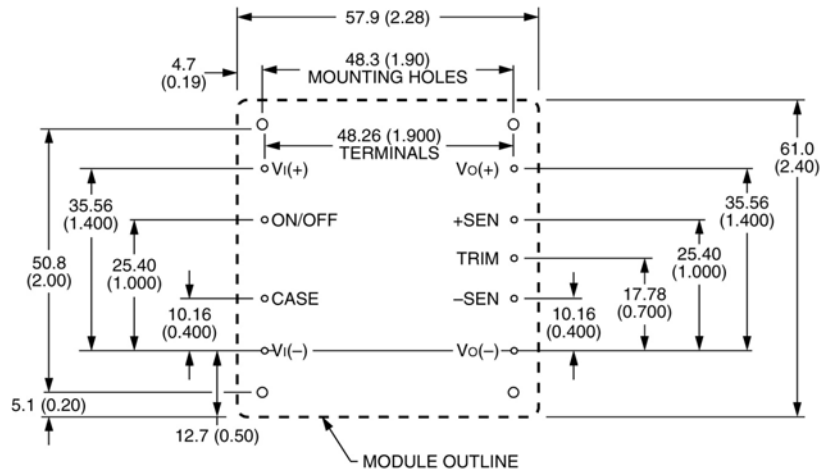 57.9 (2.28)
4.7
(0.19)
48.3 (1.90)
MOUNTING HOLES
48.26 (1.900)
TERMINALS
61.0
(2.40)
VI(+)
VO(+)
35.56
(1.400)
35.56
(1.400)
ON/OFF
+SEN
50.8
(2.00)
25.40
(1.000)
TRIM
25.40
(1.000)
17.78
(0.700)
CASE
–SEN
10.16
(0.400)
10.16
(0.400)
VI(–)
VO(–)
5.1 (0.20)
12.7 (0.50)
MODULE OUTLINE